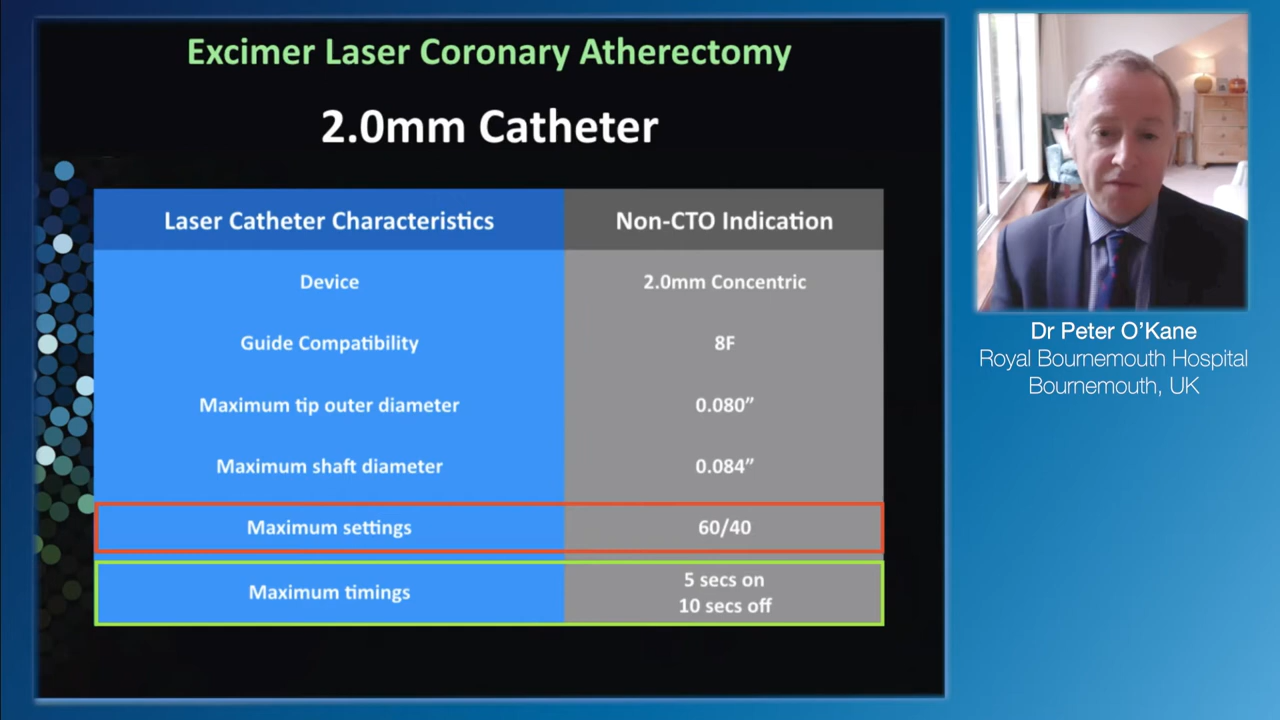 Excimer Laser Coronary Atherectomy
2.0mm Catheter
Laser Catheter Characteristics Non-CTO Indication
Device 2.0mm Concentric
Guide Compatibility 8F
Maximum tip outer diameter 0.080”
Maximum shaft diameter 0.084”
Maximum settings 60/40
Maximum timings 5 secs on
10 secs off
Dr Peter O’Kane
Royal Bournemouth Hospital
Bournemouth, UK